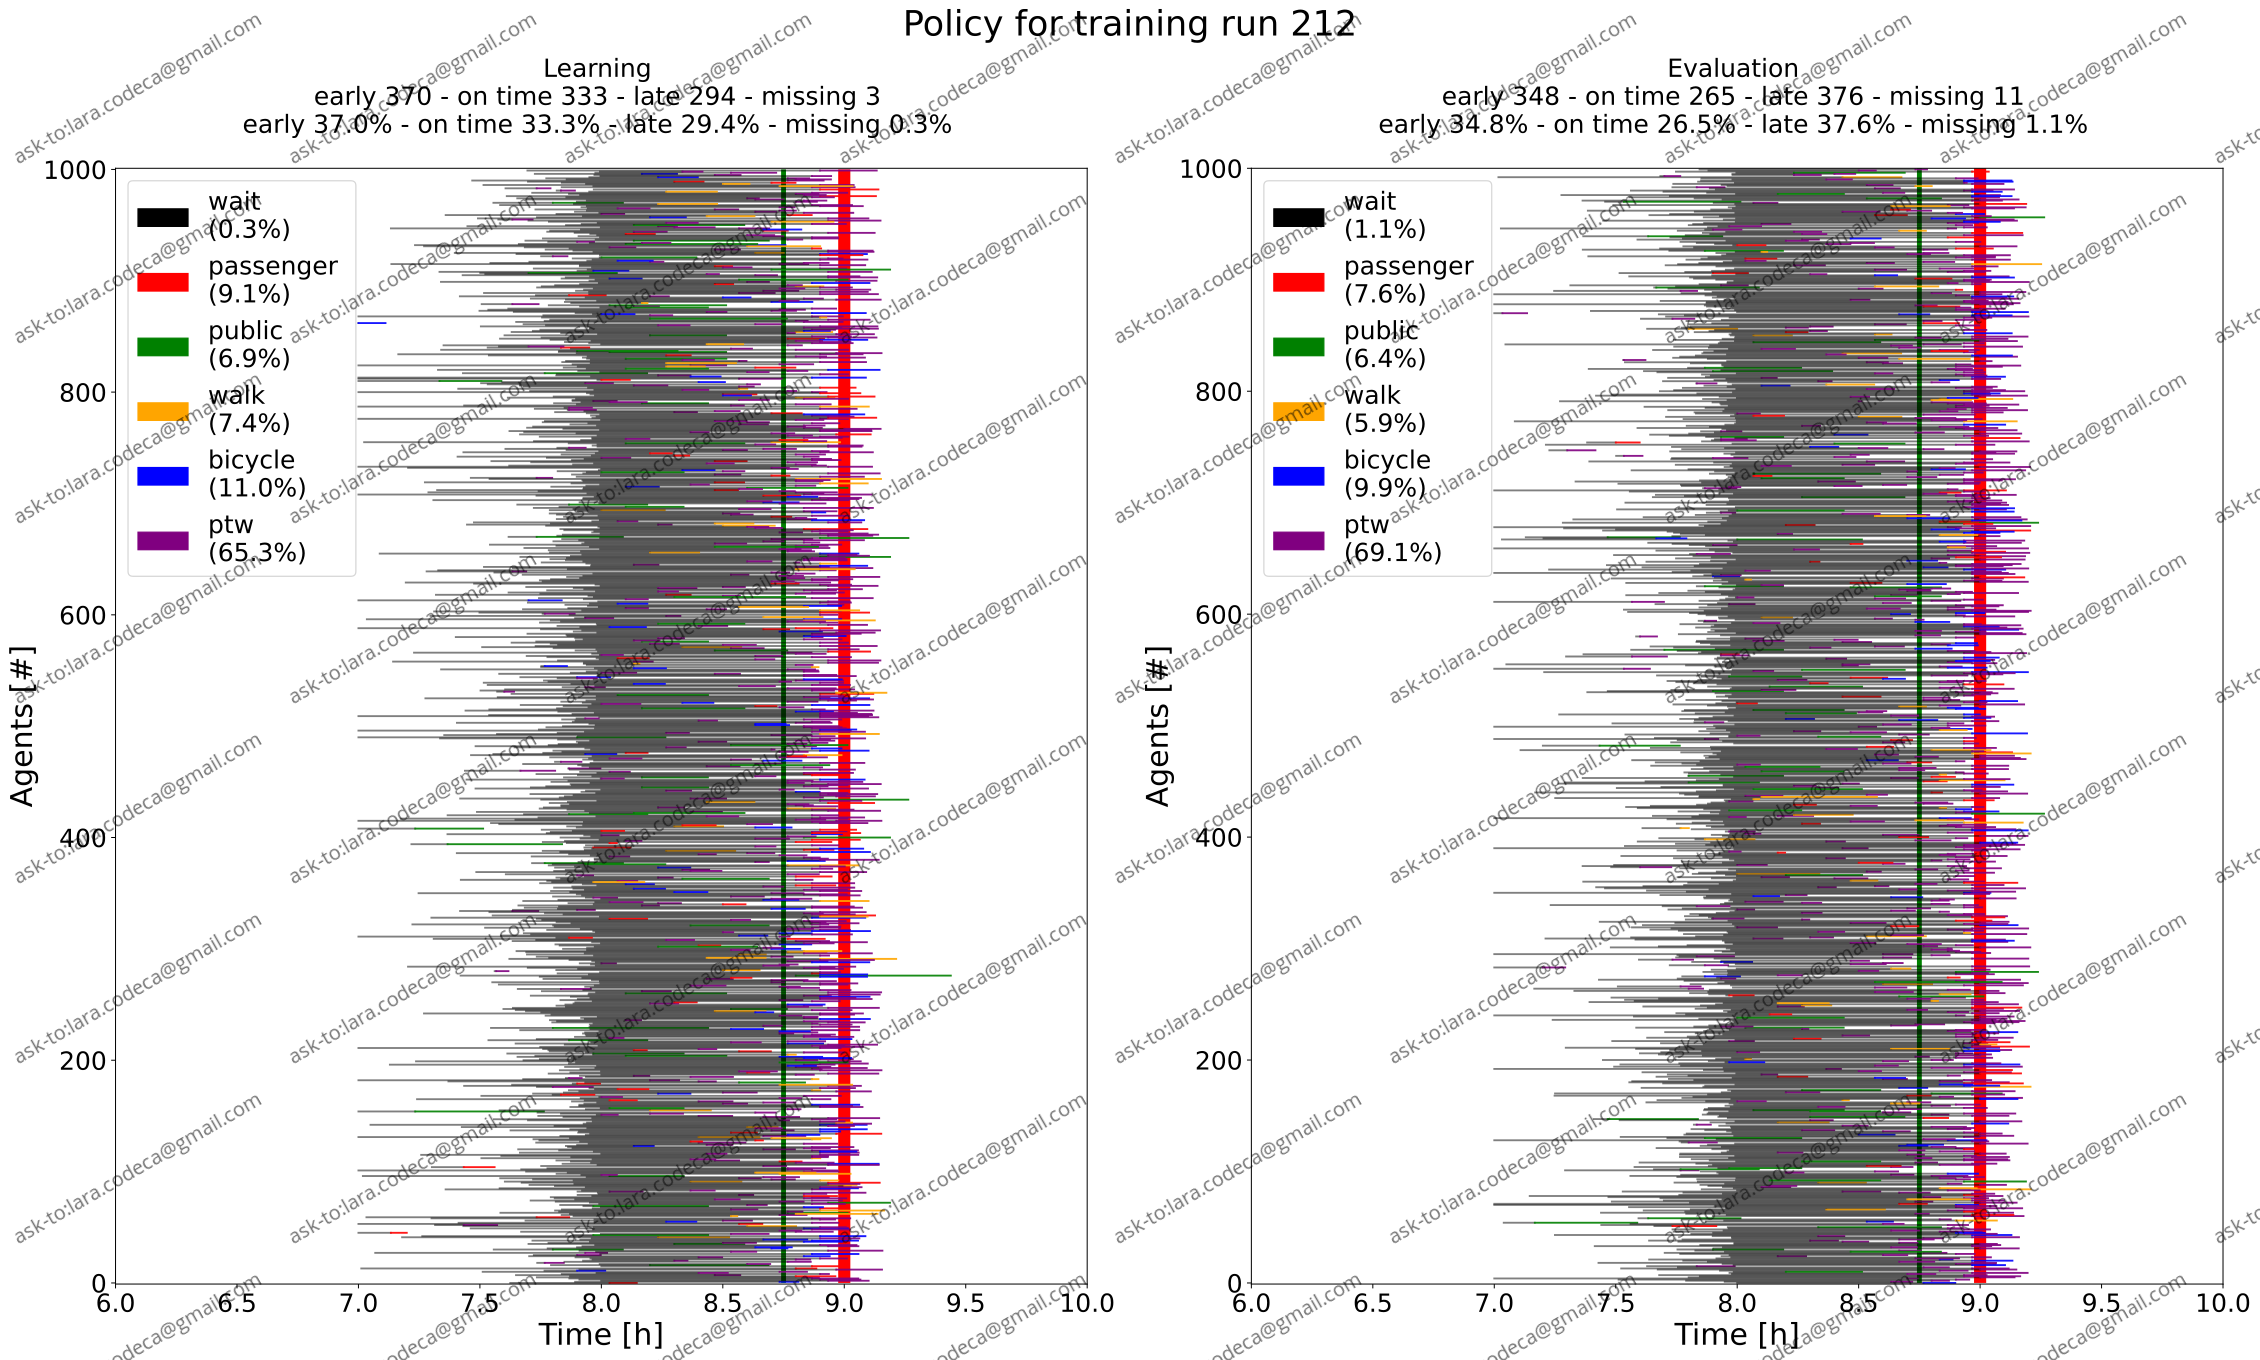 Policy for training run 212
Learning
early 370 - on time 333 - late 294 - missing 3
early 37.0% - on time 33.3% - late 29.4% - missing 0.3%
1000
800
600
400
200
0
Agents [#]
wait
(0.3%)
passenger
(9.1%)
public
(6.9%)
walk
(7.4%)
bicycle
(11.0%)
ptw
(65.3%)
6.0 6.5 7.0 7.5 8.0 8.5 9.0 9.5 10.0
Time [h]
Evaluation
early 348 - on time 265 - late 376 - missing 11
early 34.8% - on time 26.5% - late 37.6% - missing 1.1%
1000
800
600
400
200
0
Agents [#]
wait
(1.1%)
passenger
(7.6%)
public
(6.4%)
walk
(5.9%)
bicycle
(9.9%)
ptw
(69.1%)
6.0 6.5 7.0 7.5 8.0 8.5 9.0 9.5 10.0
Time [h]
ask-to:lara.codeca@gmail.com